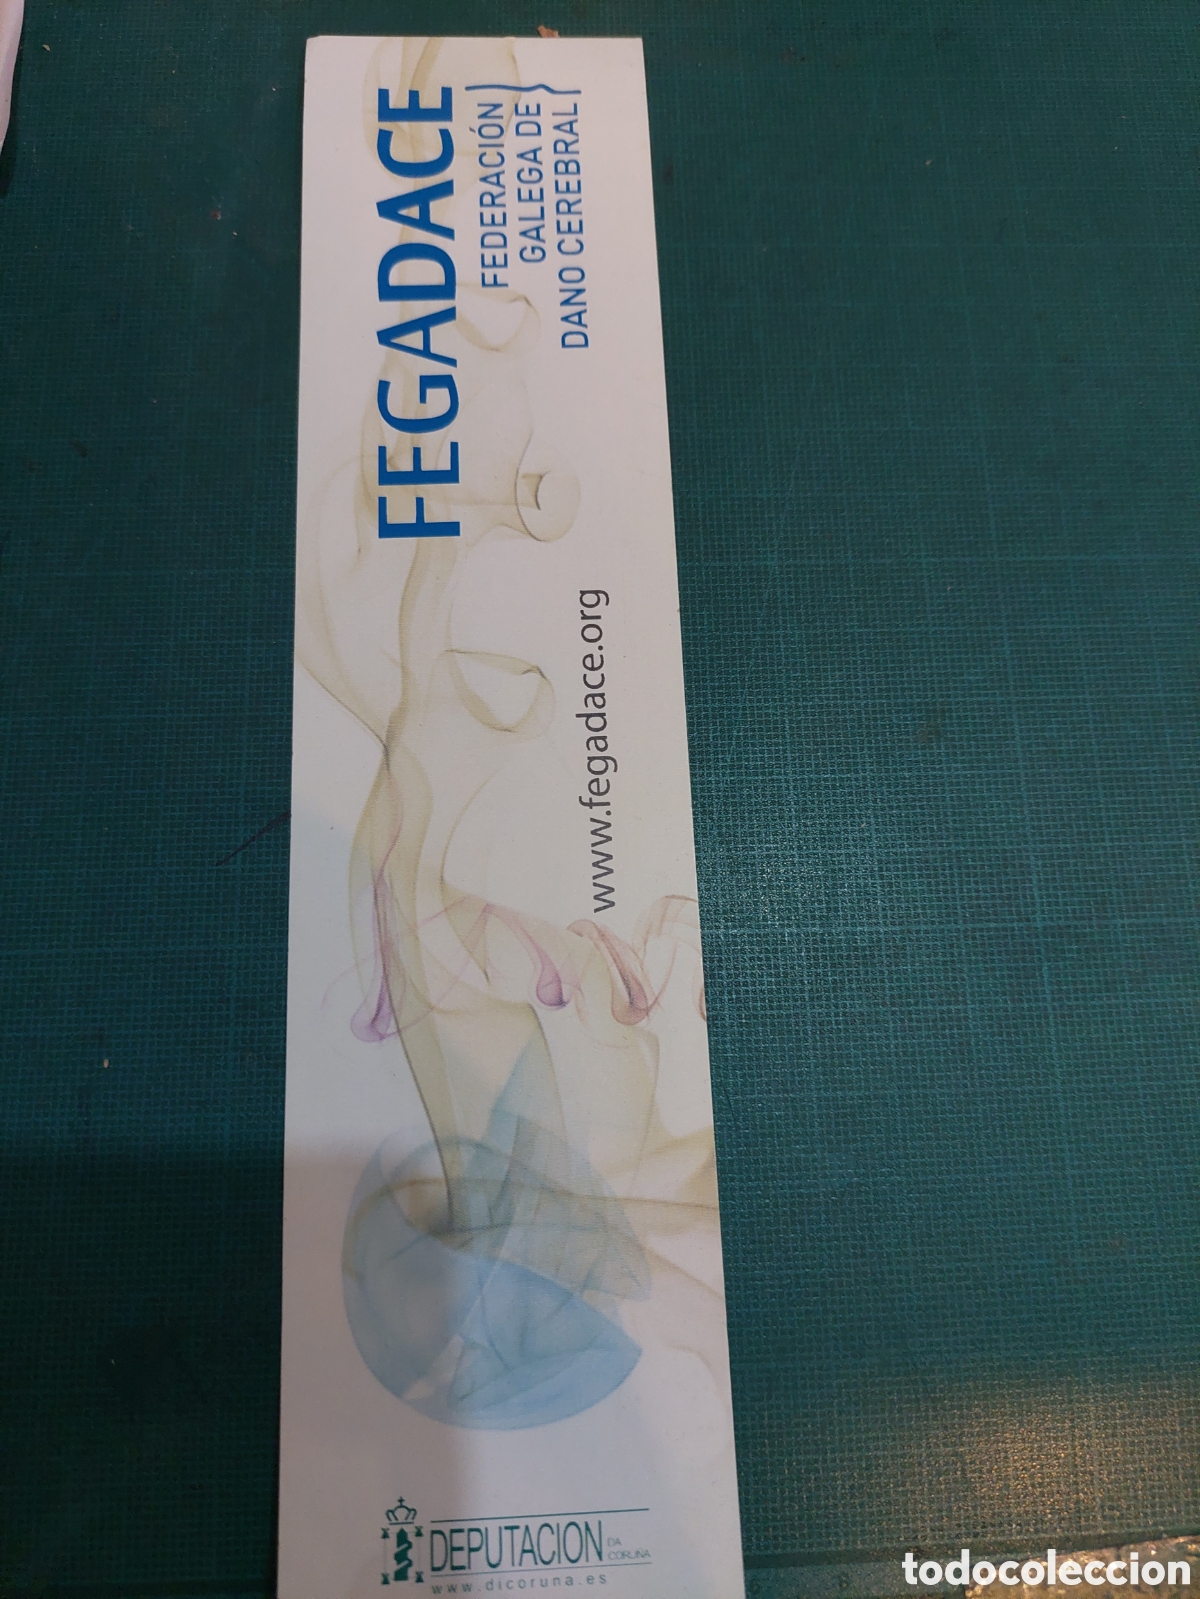 FEGADACE
FEDERACIÓN
GALEGA DE
DANO CEREBRAL
www.fegadace.org
DEPUTACION
DA
CORUÑA
www.dicoruna.es
todocoleccion